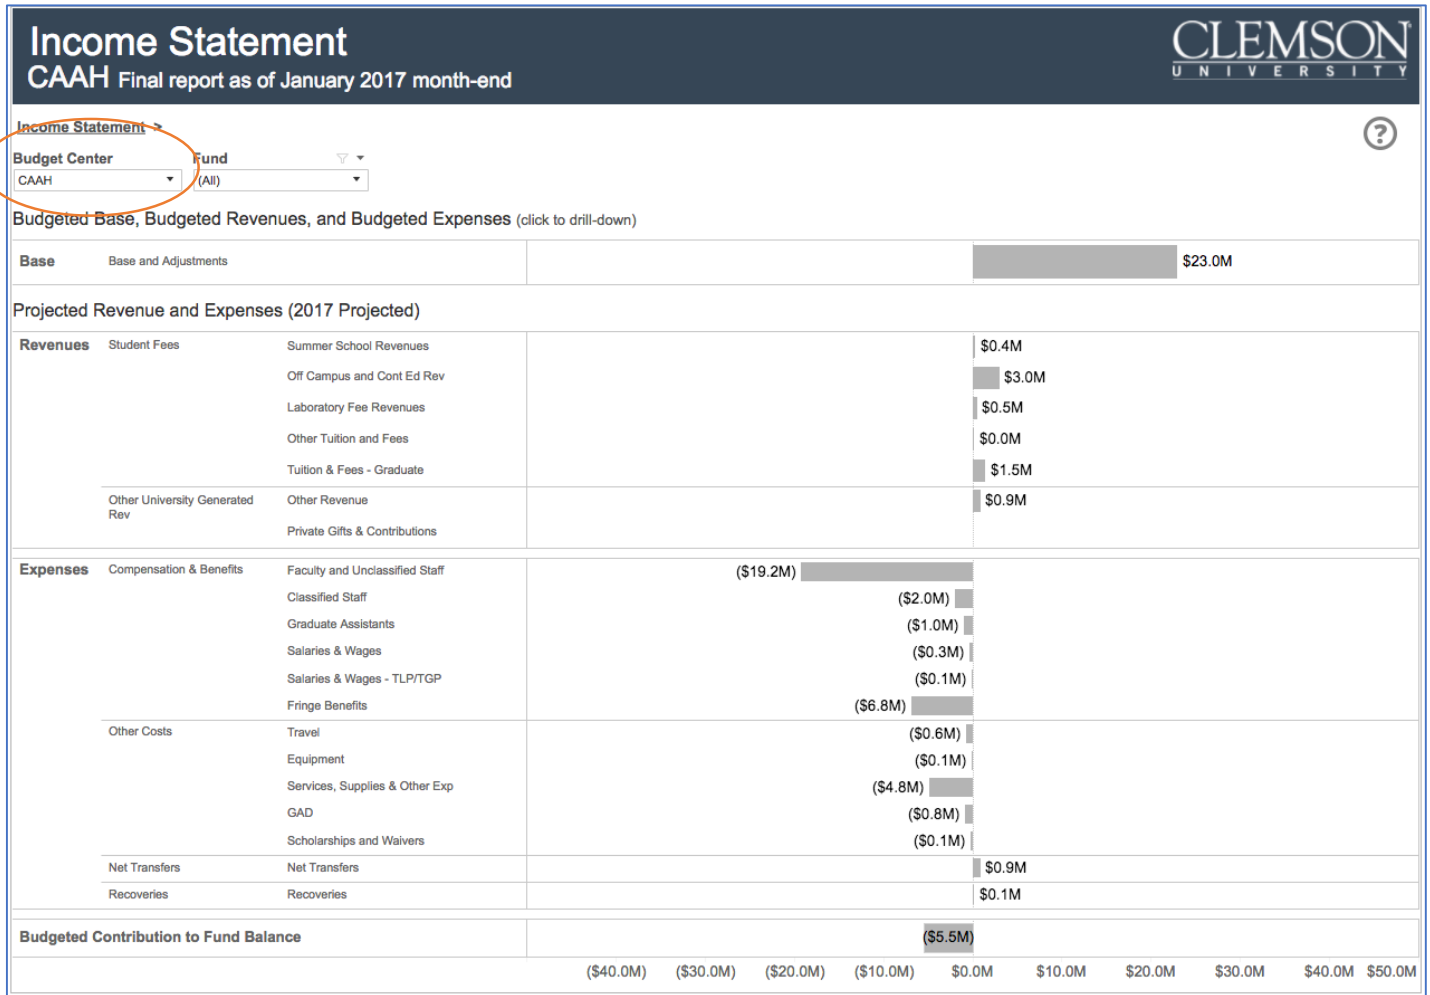 Income Statement
CAAH Final report as of January 2017 month-end
CLEMSON
UNIVERSITY
Income Statement >
?
Budget Center Fund
CAAH (All)
Budgeted Base, Budgeted Revenues, and Budgeted Expenses (click to drill-down)
Base Base and Adjustments $23.0M
Projected Revenue and Expenses (2017 Projected)
Revenues Student Fees Summer School Revenues $0.4M
Off Campus and Cont Ed Rev $3.0M
Laboratory Fee Revenues $0.5M
Other Tuition and Fees $0.0M
Tuition & Fees - Graduate $1.5M
Other University Generated Other Revenue $0.9M
Rev
Private Gifts & Contributions
Expenses Compensation & Benefits Faculty and Unclassified Staff ($19.2M)
Classified Staff ($2.0M)
Graduate Assistants ($1.0M)
Salaries & Wages ($0.3M)
Salaries & Wages - TLP/TGP ($0.1M)
Fringe Benefits ($6.8M)
Other Costs Travel ($0.6M)
Equipment ($0.1M)
Services, Supplies & Other Exp ($4.8M)
GAD ($0.8M)
Scholarships and Waivers ($0.1M)
Net Transfers Net Transfers $0.9M
Recoveries Recoveries $0.1M
Budgeted Contribution to Fund Balance ($5.5M)
($40.0M) ($30.0M) ($20.0M) ($10.0M) $0.0M $10.0M $20.0M $30.0M $40.0M $50.0M